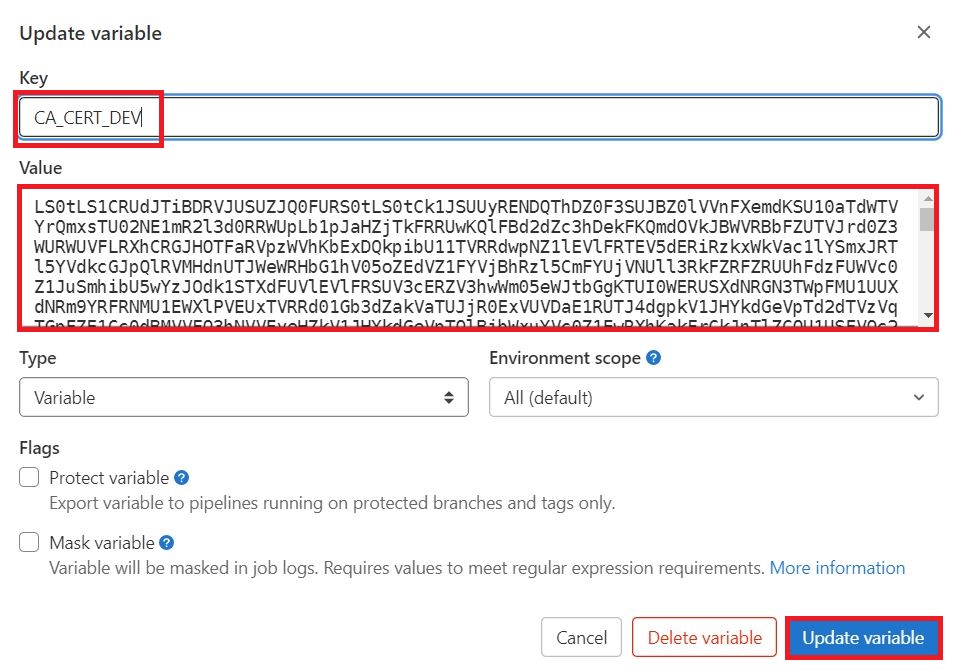 Update variable
Key
CA_CERT_DEV
Value
LS0tLS1CRUdJTiBDRVJUSUZJQ0FURS0tLS0tCk1JSUUyRENDQThDZ0F3SUJBZ0lVVnFXemdKSU10aTdWTV
YrQmxsTU02NE1mR2l3d0RRWUpLb1pJaHZjTkFRRUwKQlFBd2dZc3hDekFKQmdOVkJBWVRBbFZUTVJrd0Z3
WURWUVFLRXhCRGJHOTFaRVpzWVhKbExDQkpibU11TVRRdwpNZ1lEVlFRTEV5dERiRzkxWkVac1lYSmxJRT
l5YVdkcGJpQlRVMHdnUTJWeWRHbG1hV05oZEdVZ1FYVjBhRzl5CmFYUjVNUll3RkFZRFZRUUhFdzFUWVc0
Z1JuSmhibU5wYzJOdk1STXdFUVlEVlFRSUV3cERZV3hwWm05eWJtbGgKTUI0WERUSXdNRGN3TWpFMU1UUX
dNRm9YRFRNMU1EWXlPVEUxTVRRd01Gb3dZakVaTUJjR0ExVUVDaE1RUTJ4dgpkV1JHYkdGeVpTd2dTVzVq
Type
Environment scope
Variable
All (default)
Flags
Protect variable
Export variable to pipelines running on protected branches and tags only.
Mask variable
Variable will be masked in job logs. Requires values to meet regular expression requirements. More information
Cancel
Delete variable
Update variable